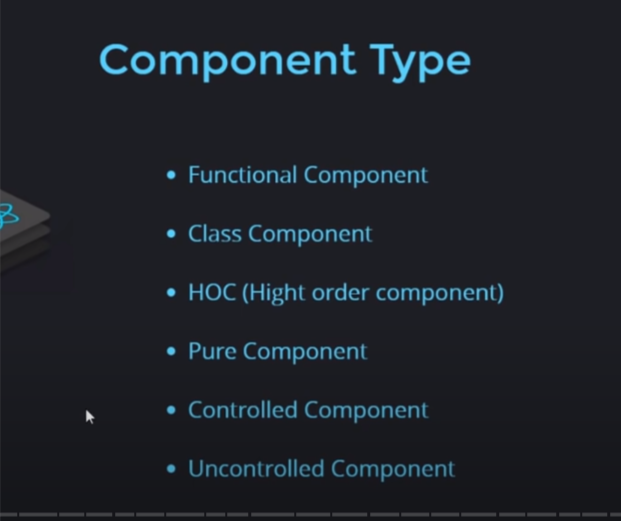 Component Type
• Functional Component
• Class Component
• HOC (Hight order component)
• Pure Component
• Controlled Component
• Uncontrolled Component